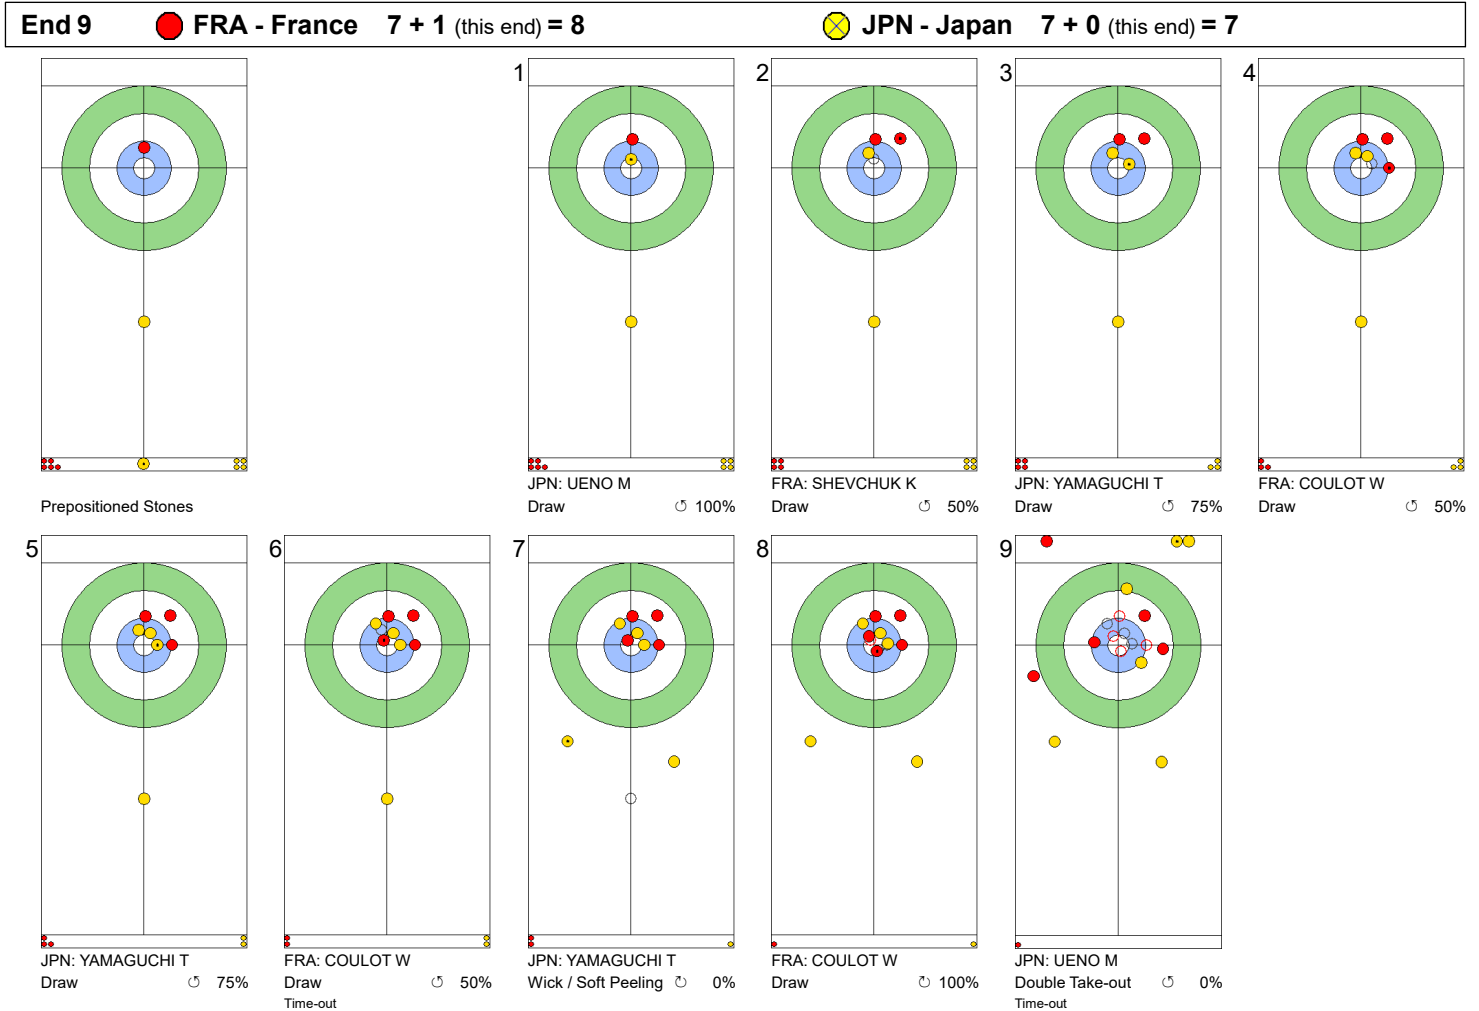 End 9 FRA - France 7 + 1 (this end) = 8 JPN - Japan 7 + 0 (this end) = 7
1 2 3 4
Prepositioned Stones
JPN: UENO M
Draw 100%
FRA: SHEVCHUK K
Draw 50%
JPN: YAMAGUCHI T
Draw 75%
FRA: COULOT W
Draw 50%
5 6 7 8 9
JPN: YAMAGUCHI T
Draw 75%
FRA: COULOT W
Draw 50%
Time-out
JPN: YAMAGUCHI T
Wick / Soft Peeling 0%
FRA: COULOT W
Draw 100%
JPN: UENO M
Double Take-out 0%
Time-out